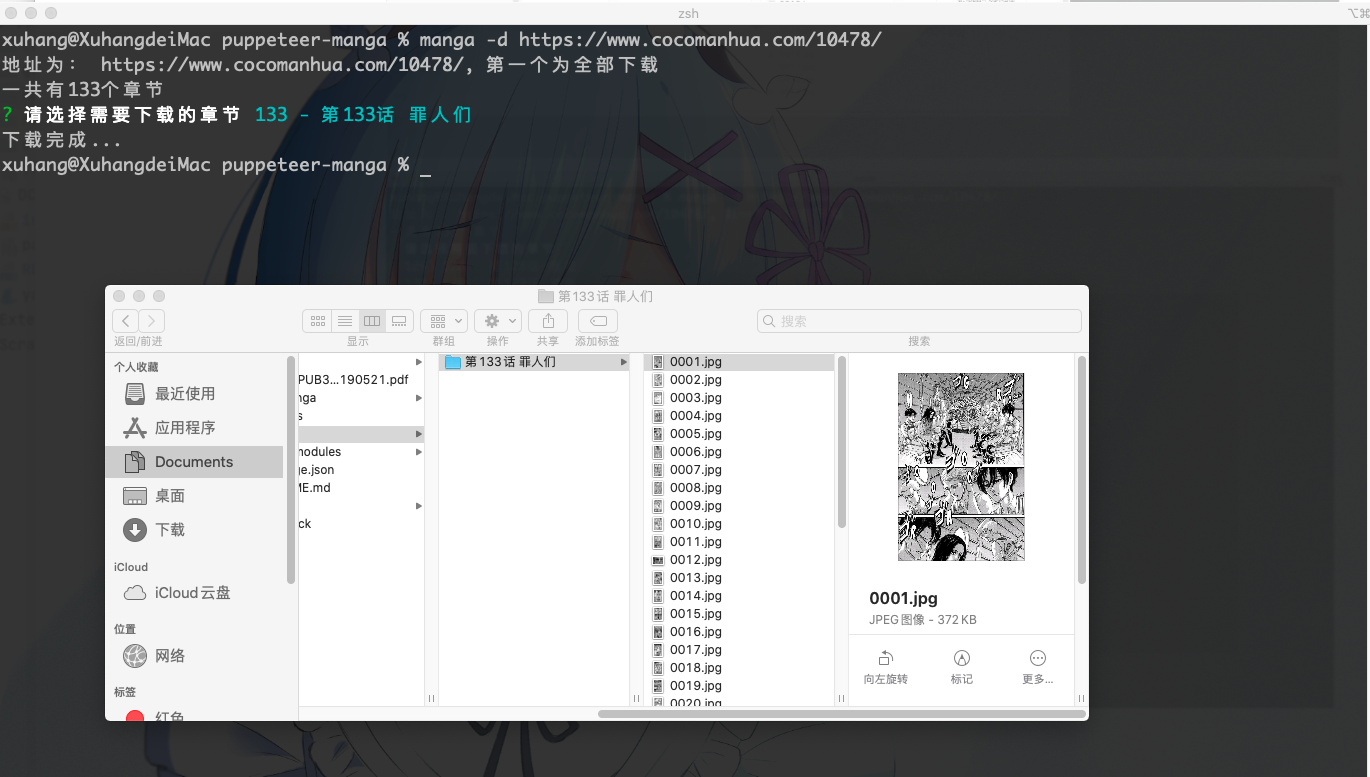 zsh
xuhang@XuhangdeiMac puppeteer-manga % manga -d https://www.cocomanhua.com/10478/
地址为： https://www.cocomanhua.com/10478/, 第一个为全部下载
一共有133个章节
? 请选择需要下载的章节 133 - 第133话 罪人们
下载完成...
xuhang@XuhangdeiMac puppeteer-manga % _
第133话 罪人们
搜索
返回/前进 显示 群组 操作 共享 添加标签 搜索
个人收藏
最近使用
应用程序
Documents
桌面
下载
iCloud
iCloud云盘
位置
网络
标签
红色
PUB3...190521.pdf
nga
s
modules
ge.json
ME.md
ck
第133话 罪人们
0001.jpg
0002.jpg
0003.jpg
0004.jpg
0005.jpg
0006.jpg
0007.jpg
0008.jpg
0009.jpg
0010.jpg
0011.jpg
0012.jpg
0013.jpg
0014.jpg
0015.jpg
0016.jpg
0017.jpg
0018.jpg
0019.jpg
0020.jpg
0001.jpg
JPEG图像 - 372 KB
向左旋转 标记 更多...